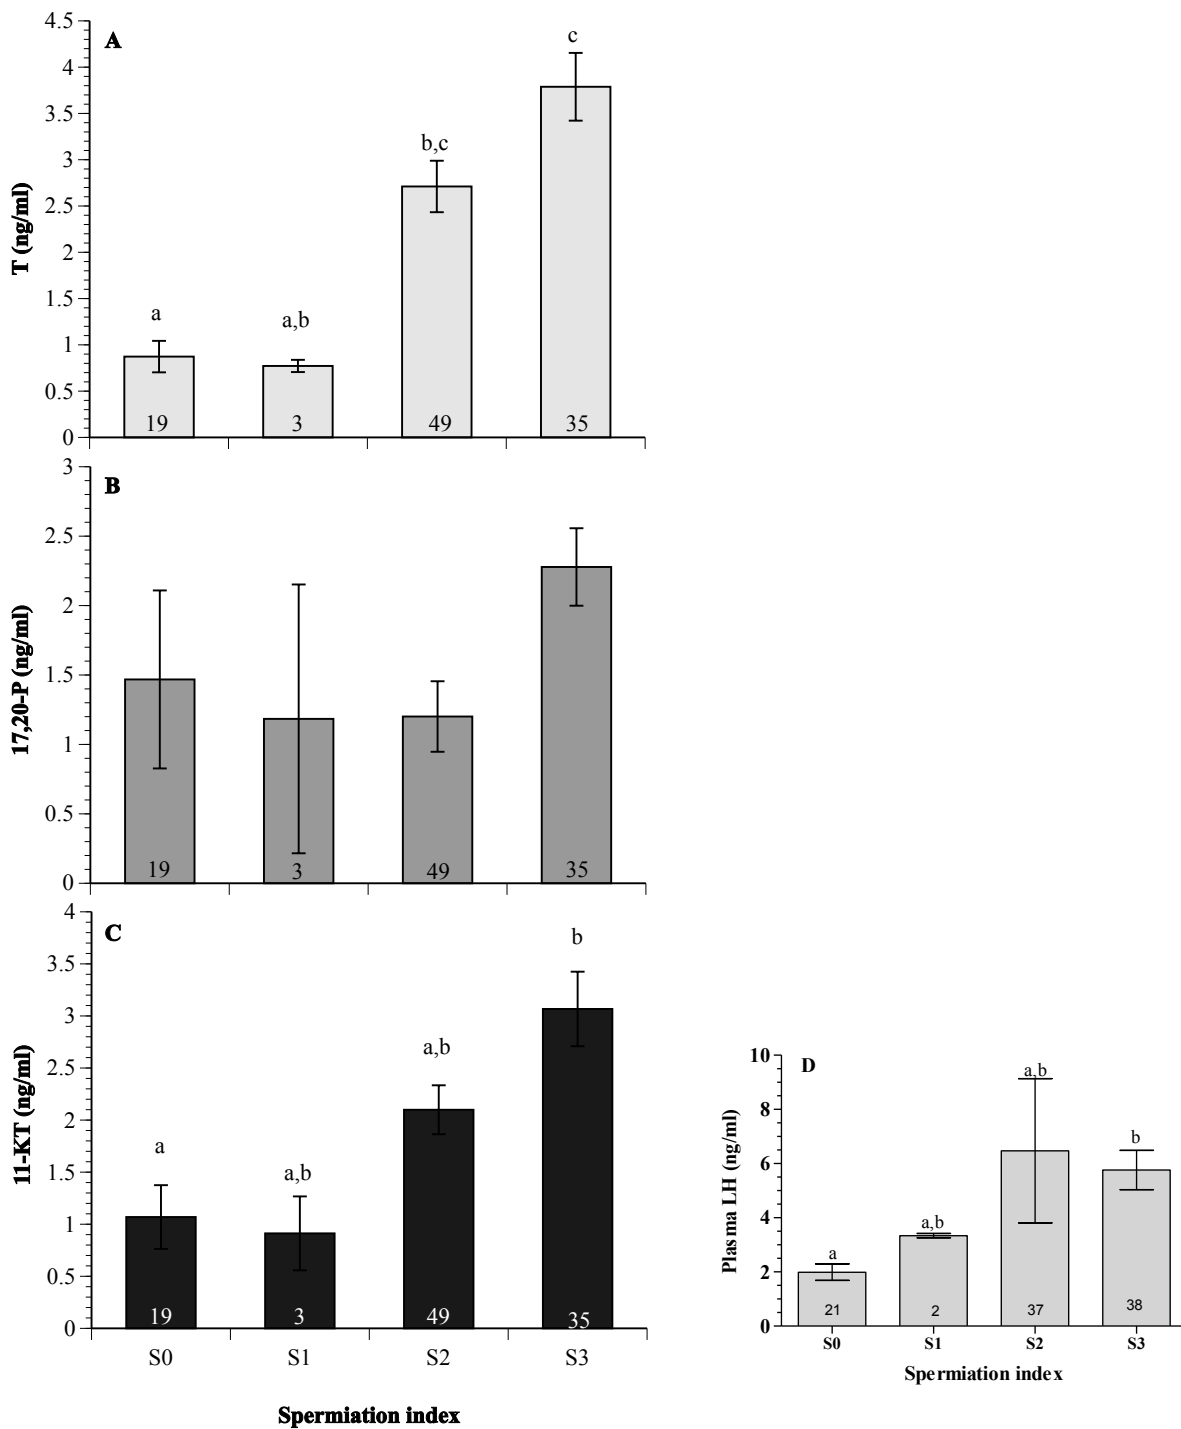 A
T (ng/ml)
4.5
4
3.5
3
2.5
2
1.5
1
0.5
0
a
a,b
b,c
c
19
3
49
35
B
17,20-P (ng/ml)
3
2.5
2
1.5
1
0.5
0
19
3
49
35
C
11-KT (ng/ml)
4
3.5
3
2.5
2
1.5
1
0.5
0
a
a,b
a,b
b
19
3
49
35
S0
S1
S2
S3
Spermiation index
D
Plasma LH (ng/ml)
10
8
6
4
2
0
a
a,b
a,b
b
21
2
37
38
S0
S1
S2
S3
Spermiation index